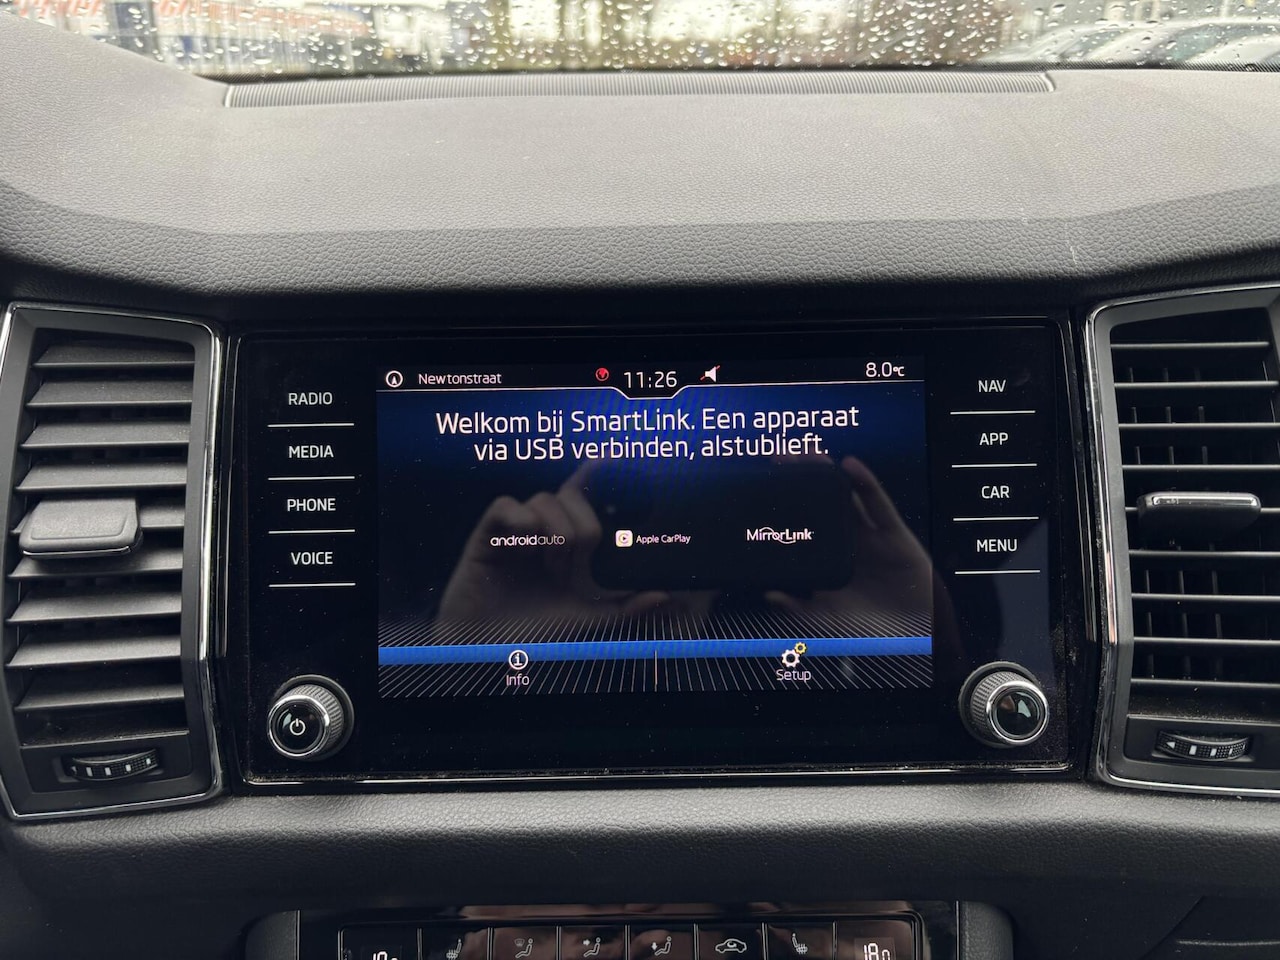 Newtonstraat 11:26 8.0°C
Welkom bij SmartLink. Een apparaat
via USB verbinden, alstublieft.
androidauto Apple CarPlay MirrorLink
Info Setup
RADIO
MEDIA
PHONE
VOICE
NAV
APP
CAR
MENU